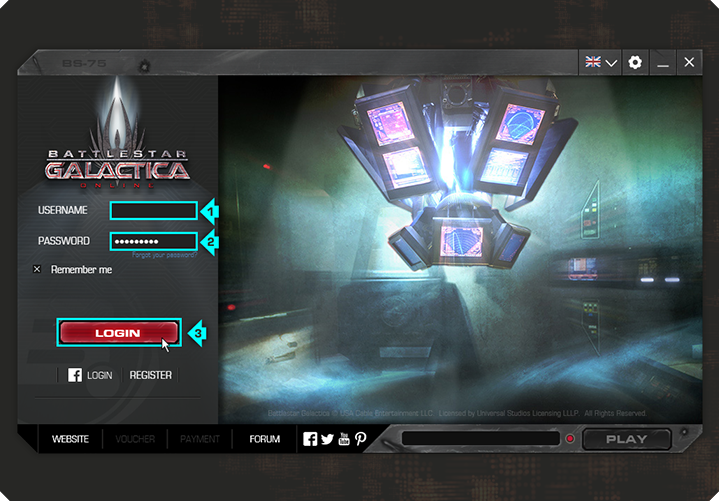 BS-75
BATTLESTAR
GALACTICA
ONLINE
USERNAME
1
PASSWORD
2
Forgot your password?
Remember me
LOGIN
3
LOGIN
REGISTER
Battlestar Galactica © USA Cable Entertainment LLC. Licensed by Universal Studios Licensing LLLP. All Rights Reserved
WEBSITE
VOUCHER
PAYMENT
FORUM
You Tube
PLAY